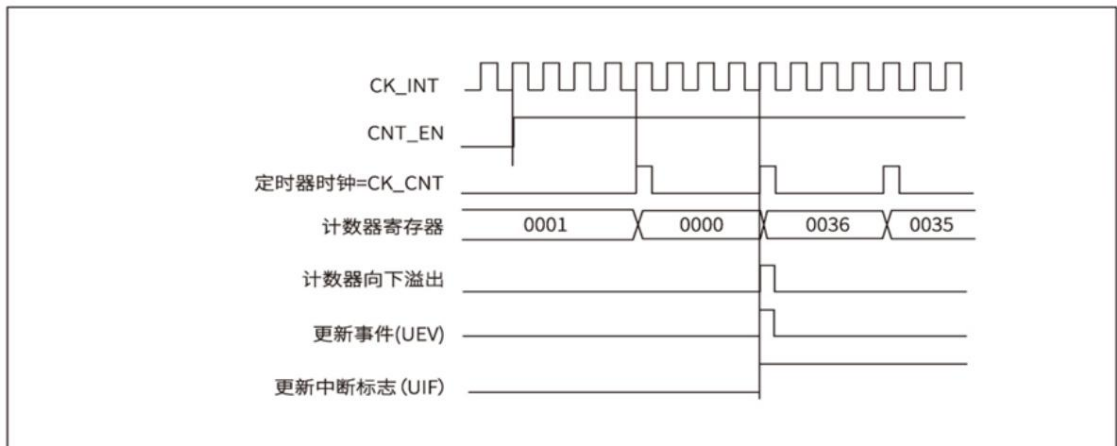 CK_INT
CNT_EN
定时器时钟=CK_CNT
计数器寄存器 0001 0000 0036 0035
计数器向下溢出
更新事件(UEV)
更新中断标志(UIF)